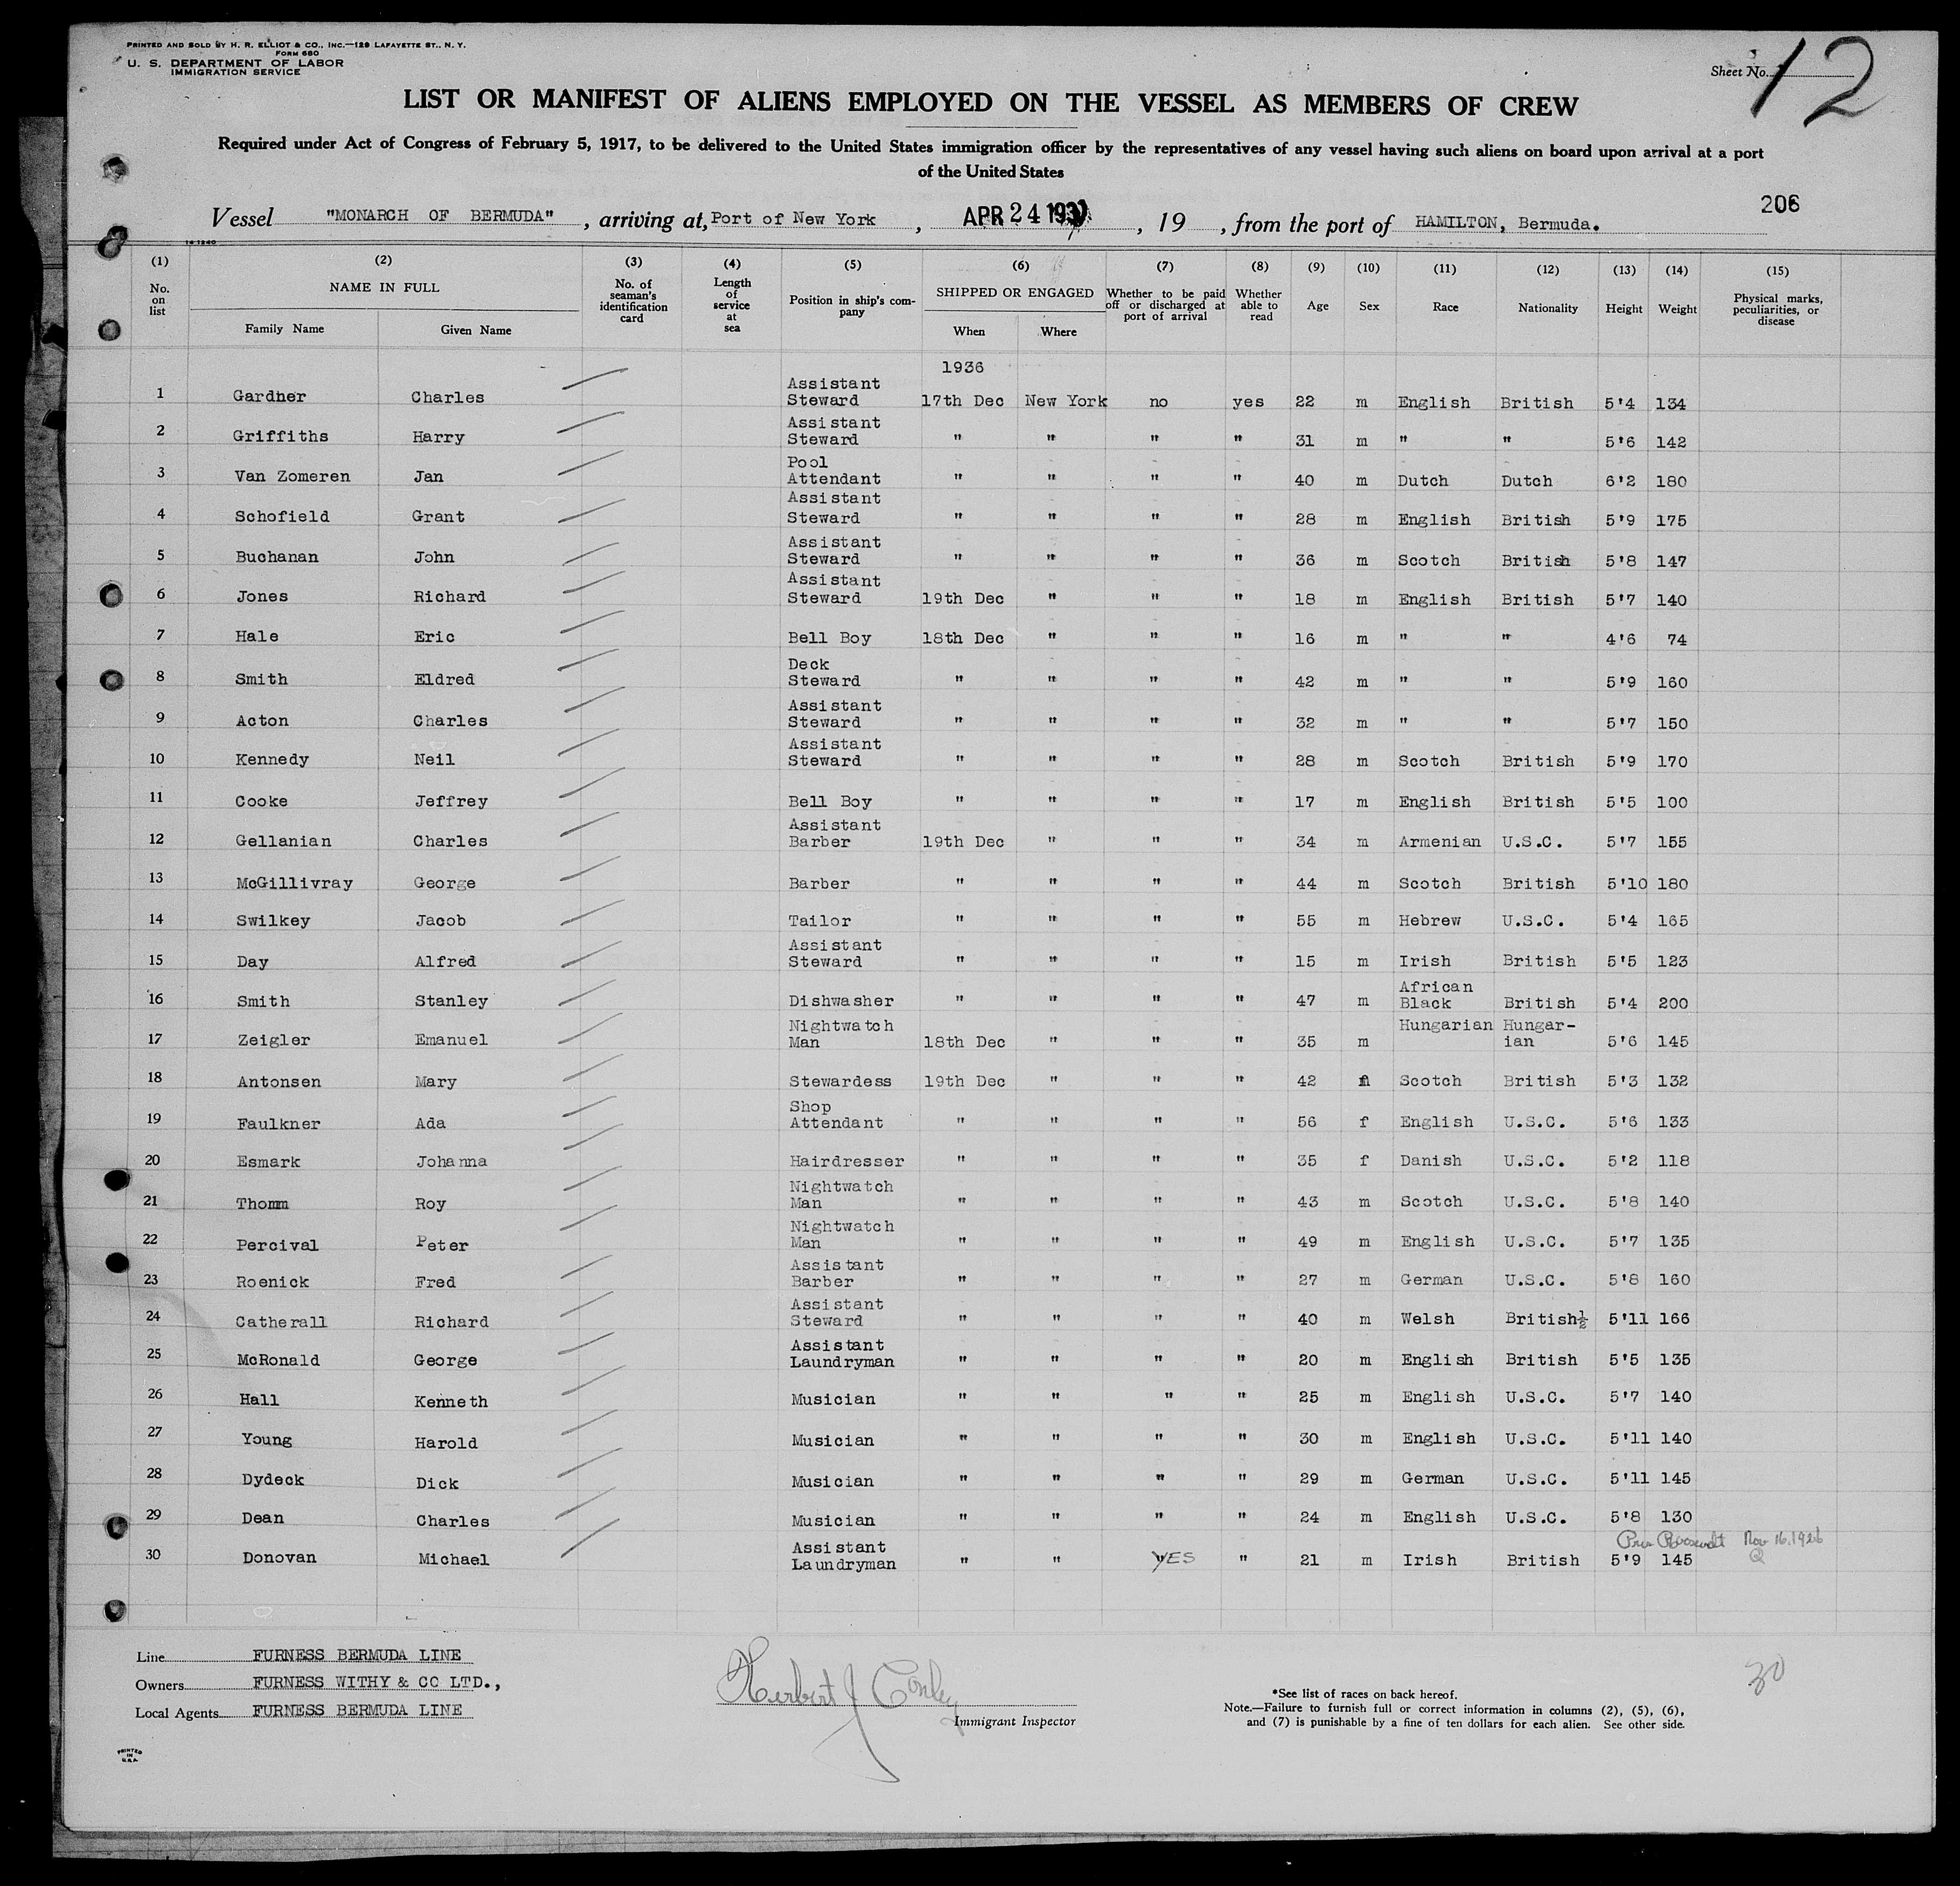 PRINTED AND SOLD BY H. R. ELLIOT & CO., INC.—129 LAFAYETTE ST., N. Y.
FORM 680
U. S. DEPARTMENT OF LABOR
IMMIGRATION SERVICE
Sheet No. 12
LIST OR MANIFEST OF ALIENS EMPLOYED ON THE VESSEL AS MEMBERS OF CREW
Required under Act of Congress of February 5, 1917, to be delivered to the United States immigration officer by the representatives of any vessel having such aliens on board upon arrival at a port
of the United States
206
Vessel "MONARCH OF BERMUDA", arriving at, Port of New York, APR 24 1937, 19 , from the port of HAMILTON, Bermuda.
14-1240
(1) (2) (3) (4) (5) (6) (7) (8) (9) (10) (11) (12) (13) (14) (15)
No. on list NAME IN FULL Family Name Given Name No. of seaman's identification card Length of service at sea Position in ship's company SHIPPED OR ENGAGED When Where Whether to be paid off or discharged at port of arrival Whether able to read Age Sex Race Nationality Height Weight Physical marks, peculiarities, or disease
1936
1 Gardner Charles Assistant Steward 17th Dec New York no yes 22 m English British 5'4 134
2 Griffiths Harry Assistant Steward " " " " 31 m " " 5'6 142
3 Van Zomeren Jan Pool Attendant " " " " 40 m Dutch Dutch 6'2 180
4 Schofield Grant Assistant Steward " " " " 28 m English British 5'9 175
5 Buchanan John Assistant Steward " " " " 36 m Scotch British 5'8 147
6 Jones Richard Assistant Steward 19th Dec " " " 18 m English British 5'7 140
7 Hale Eric Bell Boy 18th Dec " " " 16 m " " 4'6 74
8 Smith Eldred Deck Steward " " " " 42 m " " 5'9 160
9 Acton Charles Assistant Steward " " " " 32 m " " 5'7 150
10 Kennedy Neil Assistant Steward " " " " 28 m Scotch British 5'9 170
11 Cooke Jeffrey Bell Boy " " " " 17 m English British 5'5 100
12 Gellanian Charles Assistant Barber 19th Dec " " " 34 m Armenian U.S.C. 5'7 155
13 McGillivray George Barber " " " " 44 m Scotch British 5'10 180
14 Swilkey Jacob Tailor " " " " 55 m Hebrew U.S.C. 5'4 165
15 Day Alfred Assistant Steward " " " " 15 m Irish British 5'5 123
16 Smith Stanley Dishwasher " " " " 47 m African Black British 5'4 200
17 Zeigler Emanuel Nightwatch Man 18th Dec " " " 35 m Hungarian Hungar-ian 5'6 145
18 Antonsen Mary Stewardess 19th Dec " " " 42 f Scotch British 5'3 132
19 Faulkner Ada Shop Attendant " " " " 56 f English U.S.C. 5'6 133
20 Esmark Johanna Hairdresser " " " " 35 f Danish U.S.C. 5'2 118
21 Thomm Roy Nightwatch Man " " " " 43 m Scotch U.S.C. 5'8 140
22 Percival Peter Nightwatch Man " " " " 49 m English U.S.C. 5'7 135
23 Roenick Fred Assistant Barber " " " " 27 m German U.S.C. 5'8 160
24 Catherall Richard Assistant Steward " " " " 40 m Welsh British½ 5'11 166
25 McRonald George Assistant Laundryman " " " " 20 m English British 5'5 135
26 Hall Kenneth Musician " " " " 25 m English U.S.C. 5'7 140
27 Young Harold Musician " " " " 30 m English U.S.C. 5'11 140
28 Dydeck Dick Musician " " " " 29 m German U.S.C. 5'11 145
29 Dean Charles Musician " " " " 24 m English U.S.C. 5'8 130
Pres Roosevelt Nov 16, 1926
30 Donovan Michael Assistant Laundryman " " YES " 21 m Irish British 5'9 145
Line FURNESS BERMUDA LINE
Owners FURNESS WITHY & CO LTD.,
Local Agents FURNESS BERMUDA LINE
Herbert J Conley
Immigrant Inspector
30
*See list of races on back hereof.
Note.—Failure to furnish full or correct information in columns (2), (5), (6),
and (7) is punishable by a fine of ten dollars for each alien. See other side.
PRINTED
IN
U.S.A.